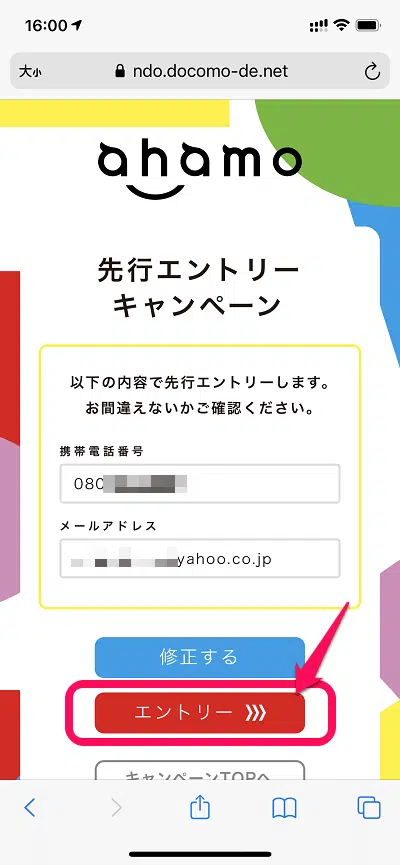 16:00
大小 ndo.docomo-de.net
ahamo
先行エントリー
キャンペーン
以下の内容で先行エントリーします。
お間違えないかご確認ください。
携帯電話番号
080
メールアドレス
yahoo.co.jp
修正する
エントリー
キャンペーンTOPへ